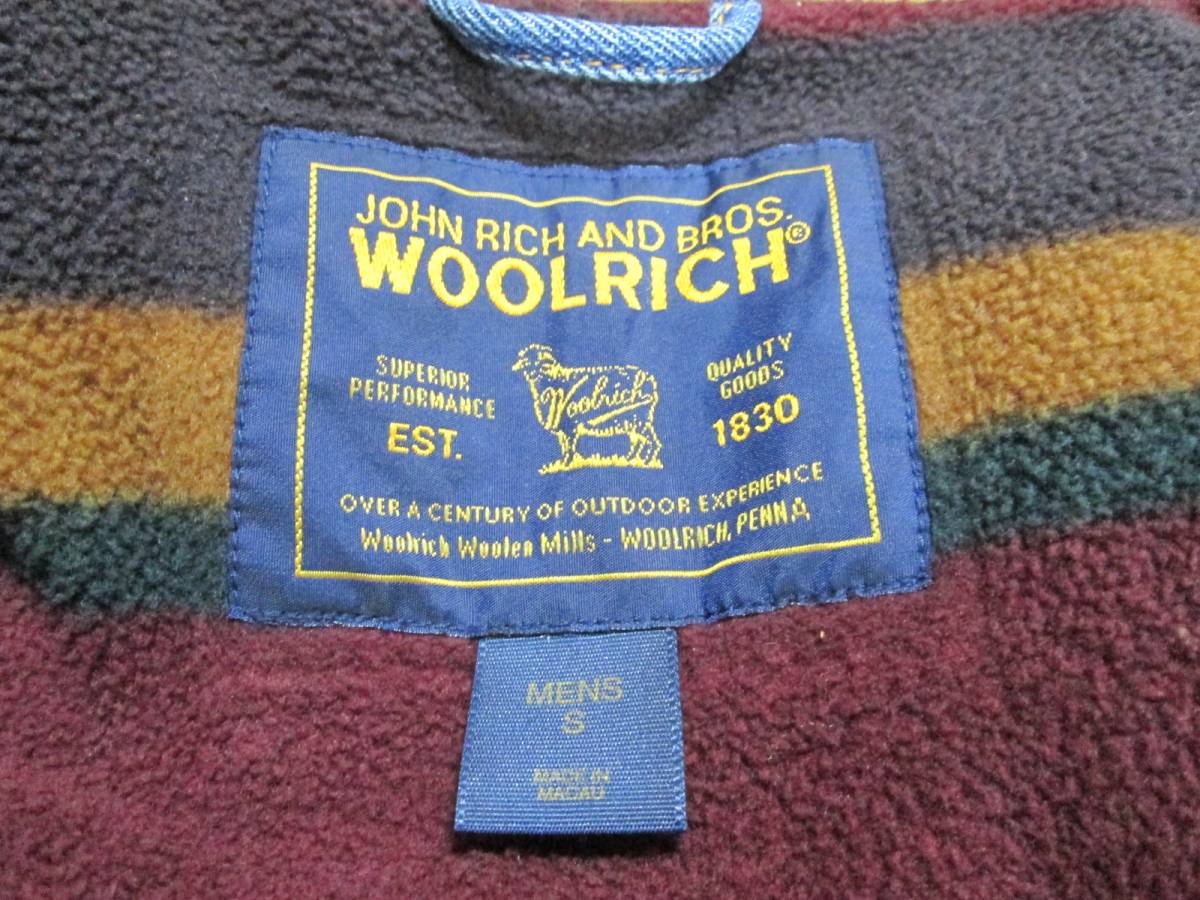 JOHN RICH AND BROS.
WOOLRICH®
SUPERIOR
PERFORMANCE
EST.
Woolrich
QUALITY
GOODS
1830
OVER A CENTURY OF OUTDOOR EXPERIENCE
Woolrich Woolen Mills - WOOLRICH, PENNA.
MENS
S
MADE IN
MACAU